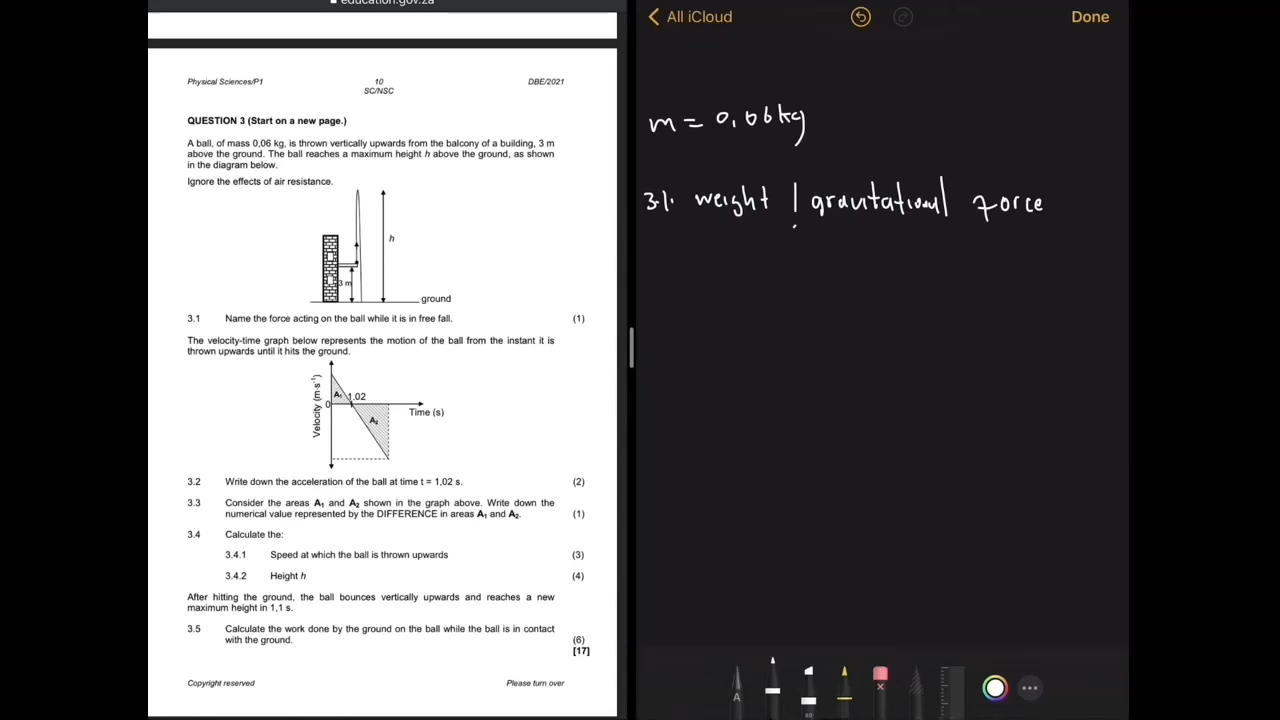 education.gov.za
All iCloud
Done
Physical Sciences/P1 10 DBE/2021
SC/NSC
QUESTION 3 (Start on a new page.)
A ball, of mass 0,06 kg, is thrown vertically upwards from the balcony of a building, 3 m
above the ground. The ball reaches a maximum height h above the ground, as shown
in the diagram below.
Ignore the effects of air resistance.
h
3 m
ground
3.1 Name the force acting on the ball while it is in free fall. (1)
The velocity-time graph below represents the motion of the ball from the instant it is
thrown upwards until it hits the ground.
Velocity (m·s⁻¹)
A₁ 1.02
0
Time (s)
A₂
3.2 Write down the acceleration of the ball at time t = 1,02 s. (2)
3.3 Consider the areas A₁ and A₂ shown in the graph above. Write down the
numerical value represented by the DIFFERENCE in areas A₁ and A₂. (1)
3.4 Calculate the:
3.4.1 Speed at which the ball is thrown upwards (3)
3.4.2 Height h (4)
After hitting the ground, the ball bounces vertically upwards and reaches a new
maximum height in 1,1 s.
3.5 Calculate the work done by the ground on the ball while the ball is in contact
with the ground. (6)
[17]
Copyright reserved Please turn over
m = 0,06kg
3.1. weight | gravitational force
A
80